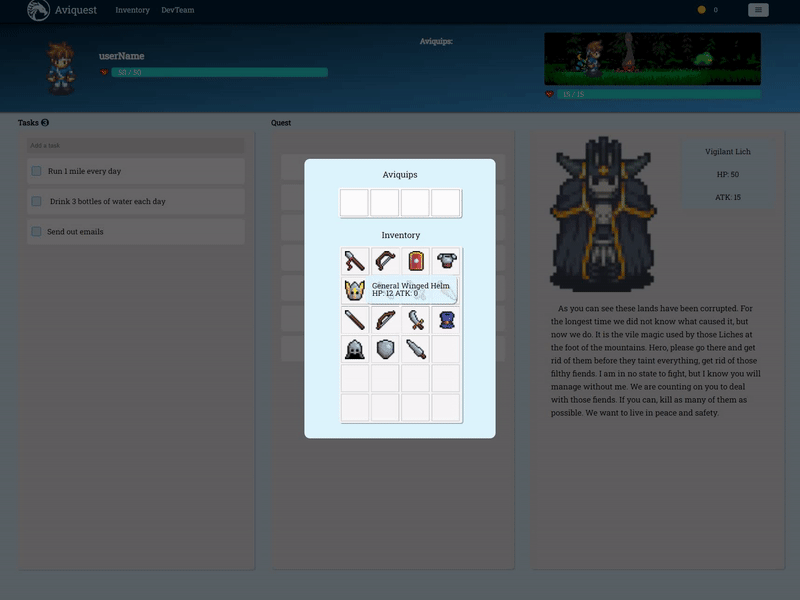 Aviquest
Inventory
DevTeam
0
userName
50 / 50
Aviquips:
15 / 15
Tasks 3
Add a task
Run 1 mile every day
Drink 3 bottles of water each day
Send out emails
Quest
Aviquips
Inventory
General Winged Helm
HP: 12 ATK: 0
Vigilant Lich
HP: 50
ATK: 15
As you can see these lands have been corrupted. For
the longest time we did not know what caused it, but
now we do. It is the vile magic used by those Liches at
the foot of the mountains. Hero, please go there and get
rid of them before they taint everything, get rid of those
filthy fiends. I am in no state to fight, but I know you will
manage without me. We are counting on you to deal
with those fiends. If you can, kill as many of them as
possible. We want to live in peace and safety.